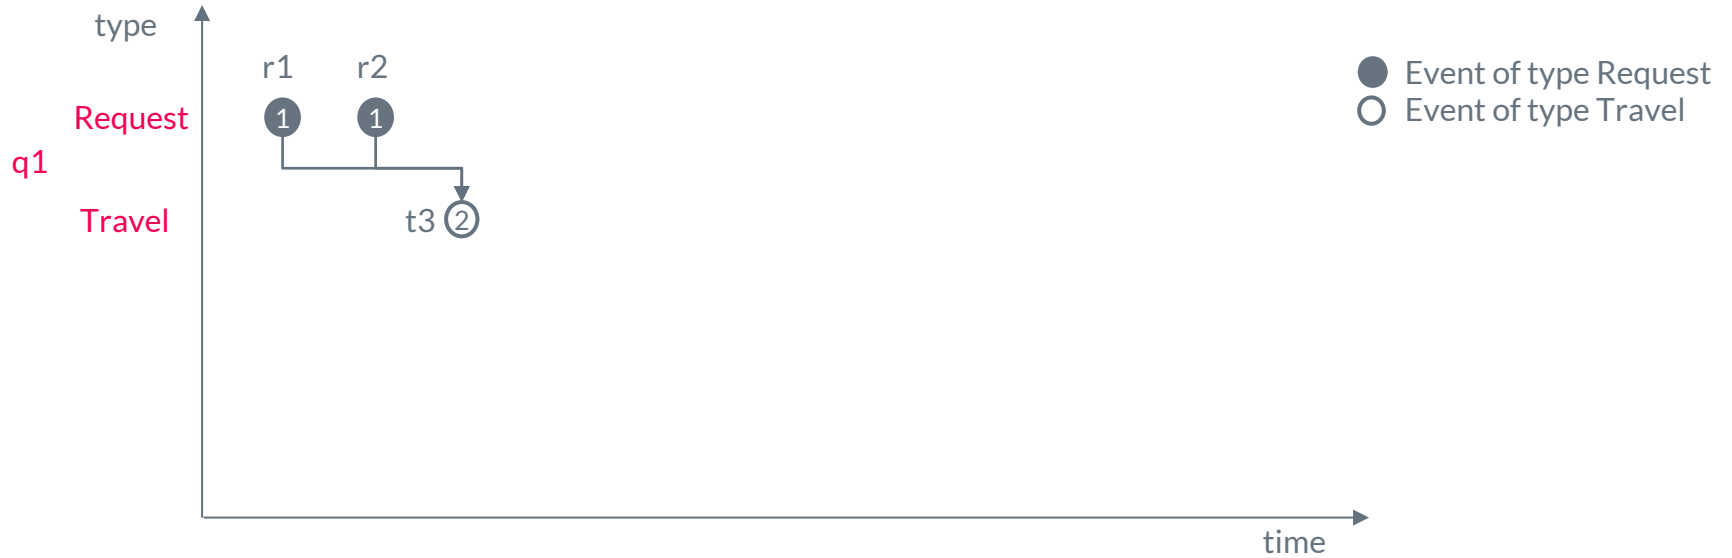 type
r1 r2
Request
1 1
q1
Travel
t3 2
time
Event of type Request
Event of type Travel